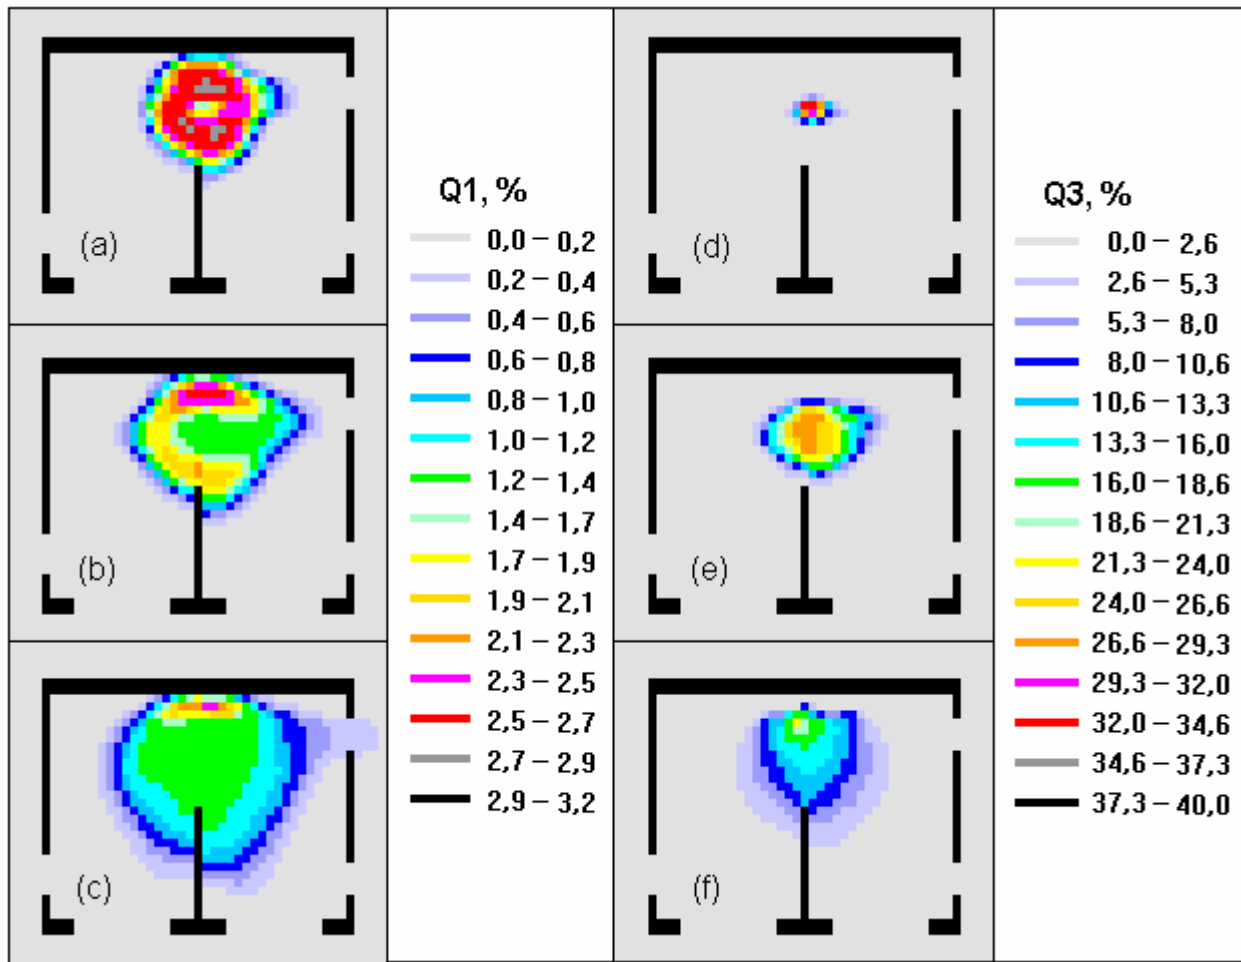 (a)
(b)
(c)
Q1, %
0,0 – 0,2
0,2 – 0,4
0,4 – 0,6
0,6 – 0,8
0,8 – 1,0
1,0 – 1,2
1,2 – 1,4
1,4 – 1,7
1,7 – 1,9
1,9 – 2,1
2,1 – 2,3
2,3 – 2,5
2,5 – 2,7
2,7 – 2,9
2,9 – 3,2
(d)
(e)
(f)
Q3, %
0,0 – 2,6
2,6 – 5,3
5,3 – 8,0
8,0 – 10,6
10,6 – 13,3
13,3 – 16,0
16,0 – 18,6
18,6 – 21,3
21,3 – 24,0
24,0 – 26,6
26,6 – 29,3
29,3 – 32,0
32,0 – 34,6
34,6 – 37,3
37,3 – 40,0